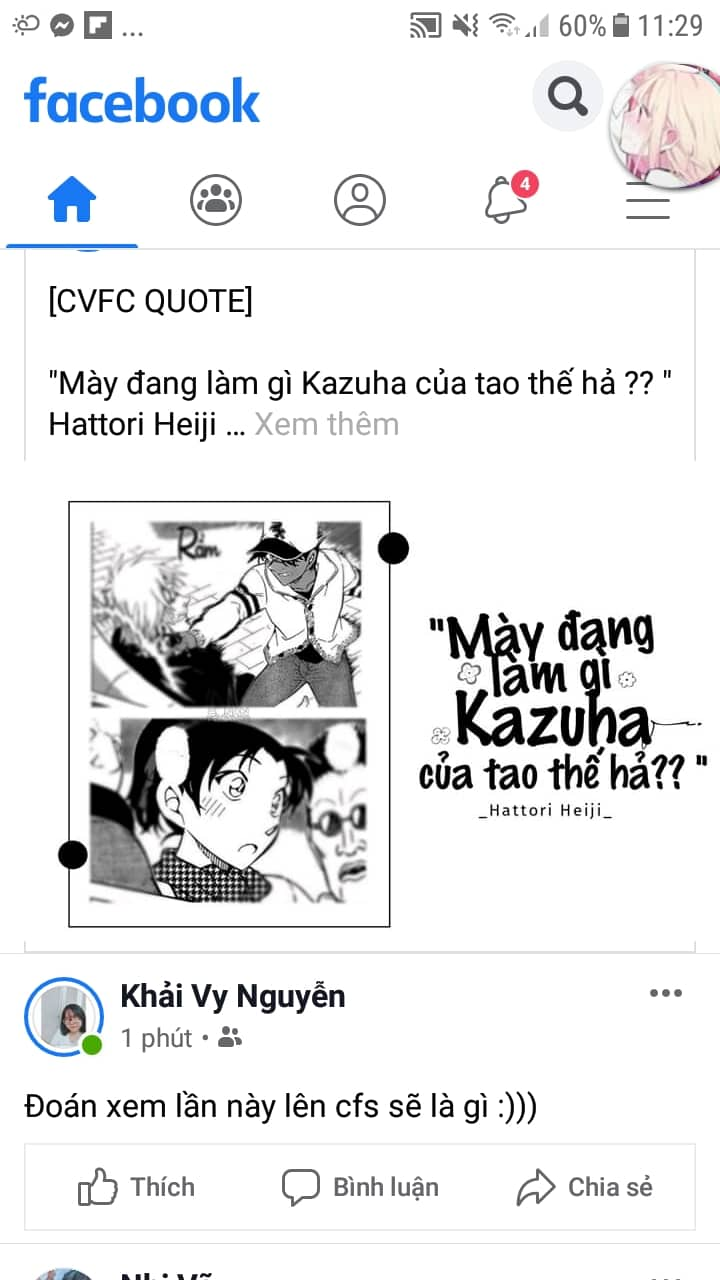 ... 60% 11:29
facebook
4
[CVFC QUOTE]
"Mày đang làm gì Kazuha của tao thế hả ?? "
Hattori Heiji ... Xem thêm
Rầm
"Mày đang
làm gì
Kazuha
của tao thế hả?? "
_Hattori Heiji_
Khải Vy Nguyễn
1 phút
Đoán xem lần này lên cfs sẽ là gì :)))
Thích Bình luận Chia sẻ